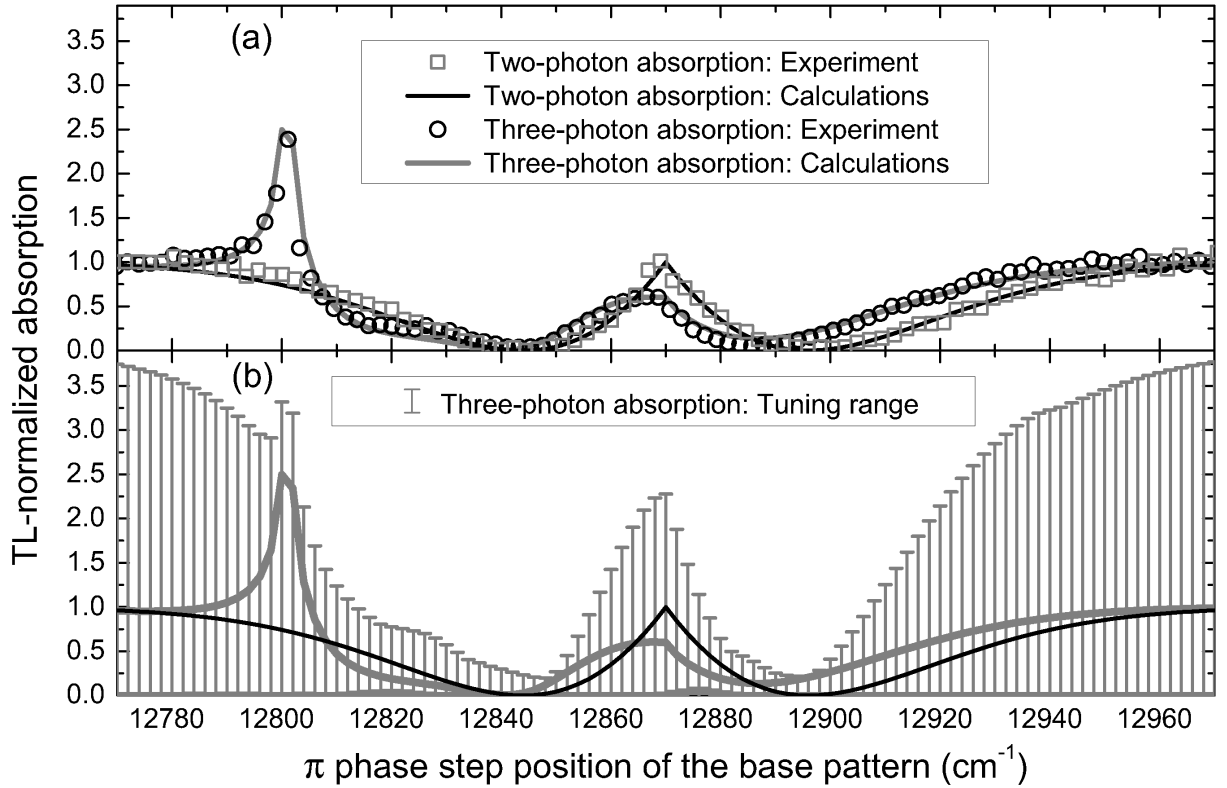 (a)
Two-photon absorption: Experiment
Two-photon absorption: Calculations
Three-photon absorption: Experiment
Three-photon absorption: Calculations
3.5
3.0
2.5
2.0
1.5
1.0
0.5
0.0
(b)
Three-photon absorption: Tuning range
3.5
3.0
2.5
2.0
1.5
1.0
0.5
0.0
TL-normalized absorption
12780 12800 12820 12840 12860 12880 12900 12920 12940 12960
π phase step position of the base pattern (cm⁻¹)